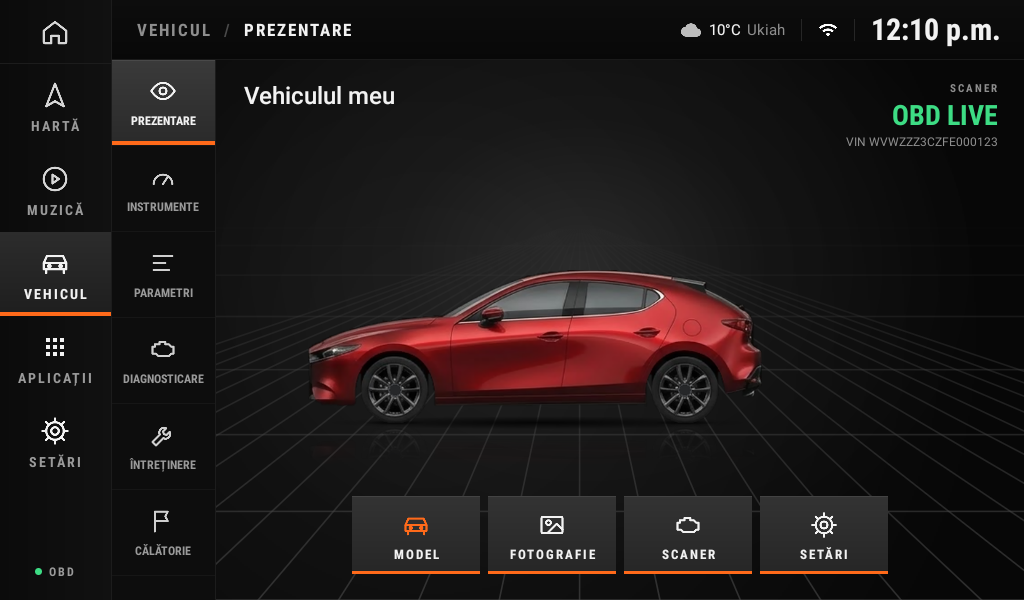 VEHICUL / PREZENTARE
10°C Ukiah
12:10 p.m.
HARTĂ
MUZICĂ
VEHICUL
APLICAȚII
SETĂRI
OBD
PREZENTARE
INSTRUMENTE
PARAMETRI
DIAGNOSTICARE
ÎNTREȚINERE
CĂLĂTORIE
Vehiculul meu
SCANER
OBD LIVE
VIN WVWZZZ3CZFE000123
MODEL
FOTOGRAFIE
SCANER
SETĂRI